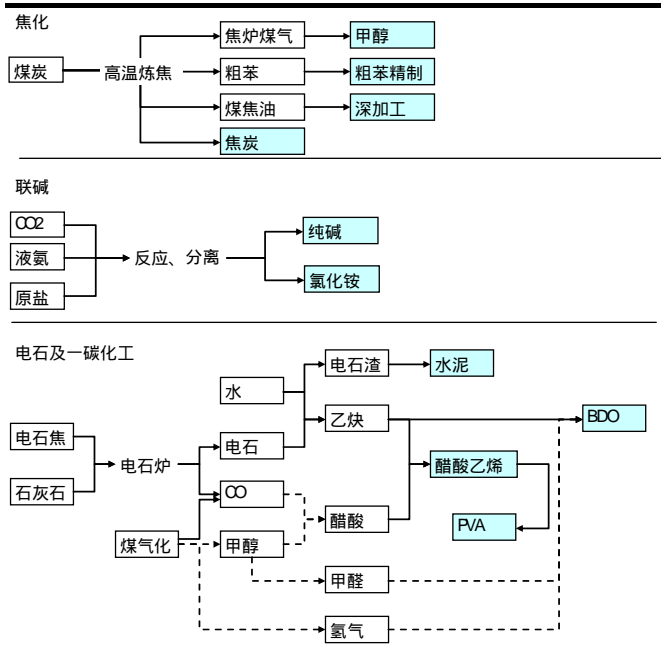 焦化
焦炉煤气 甲醇
煤炭 高温炼焦 粗苯 粗苯精制
煤焦油 深加工
焦炭
联碱
CO2
纯碱
液氨 反应、分离
氯化铵
原盐
电石及一碳化工
电石渣 水泥
水
乙炔 BDO
电石焦 电石
电石炉 醋酸乙烯
石灰石 CO
醋酸 PVA
煤气化 甲醇
甲醛
氢气